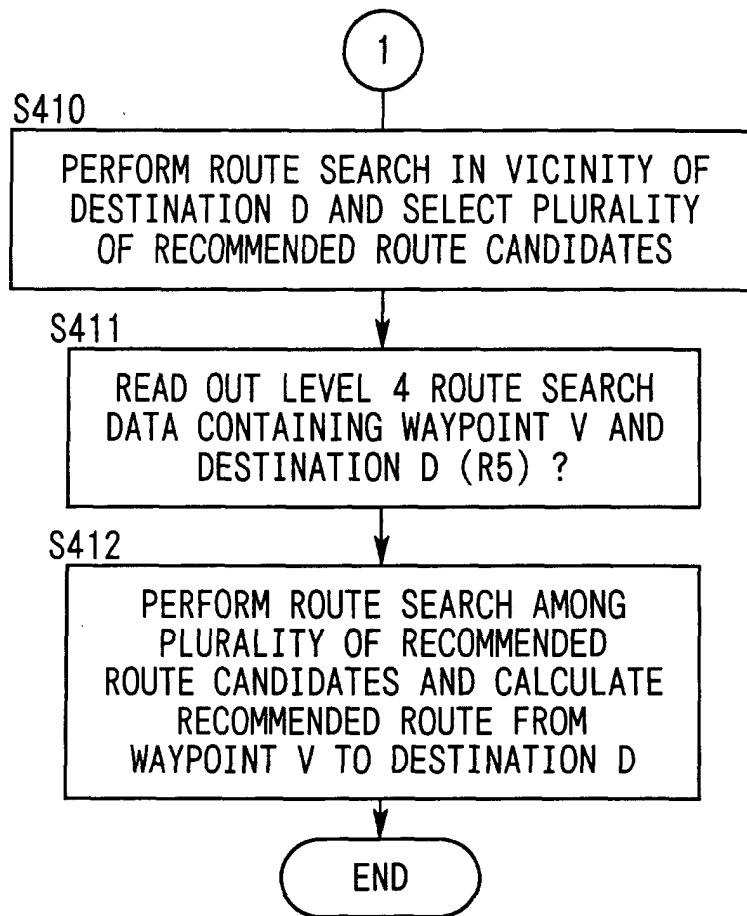 1
S410
PERFORM ROUTE SEARCH IN VICINITY OF
DESTINATION D AND SELECT PLURALITY
OF RECOMMENDED ROUTE CANDIDATES
S411
READ OUT LEVEL 4 ROUTE SEARCH
DATA CONTAINING WAYPOINT V AND
DESTINATION D (R5) ?
S412
PERFORM ROUTE SEARCH AMONG
PLURALITY OF RECOMMENDED
ROUTE CANDIDATES AND CALCULATE
RECOMMENDED ROUTE FROM
WAYPOINT V TO DESTINATION D
END